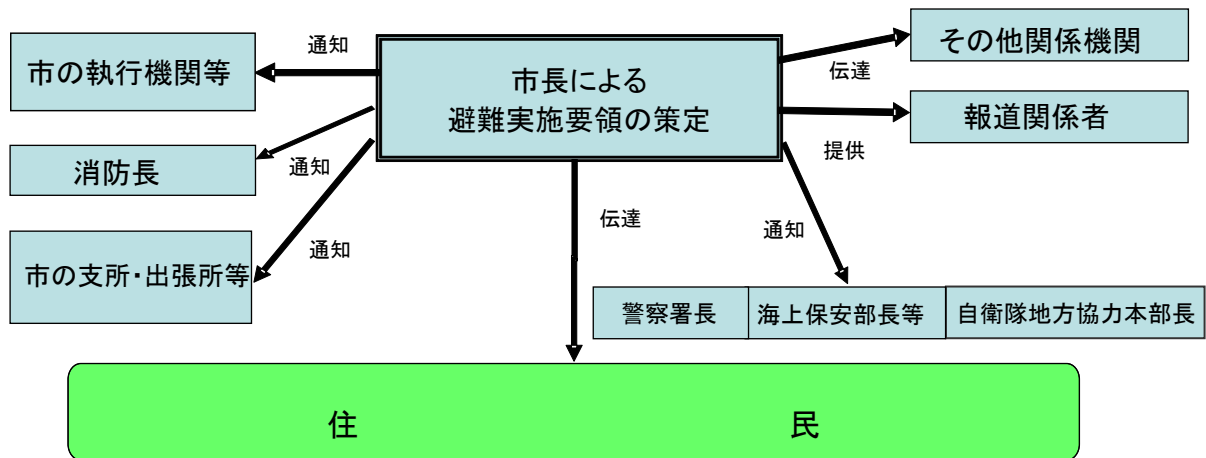 通知
市の執行機関等
市長による
避難実施要領の策定
その他関係機関
伝達
報道関係者
提供
消防長
通知
市の支所・出張所等
通知
伝達
通知
警察署長
海上保安部長等
自衛隊地方協力本部長
住 民